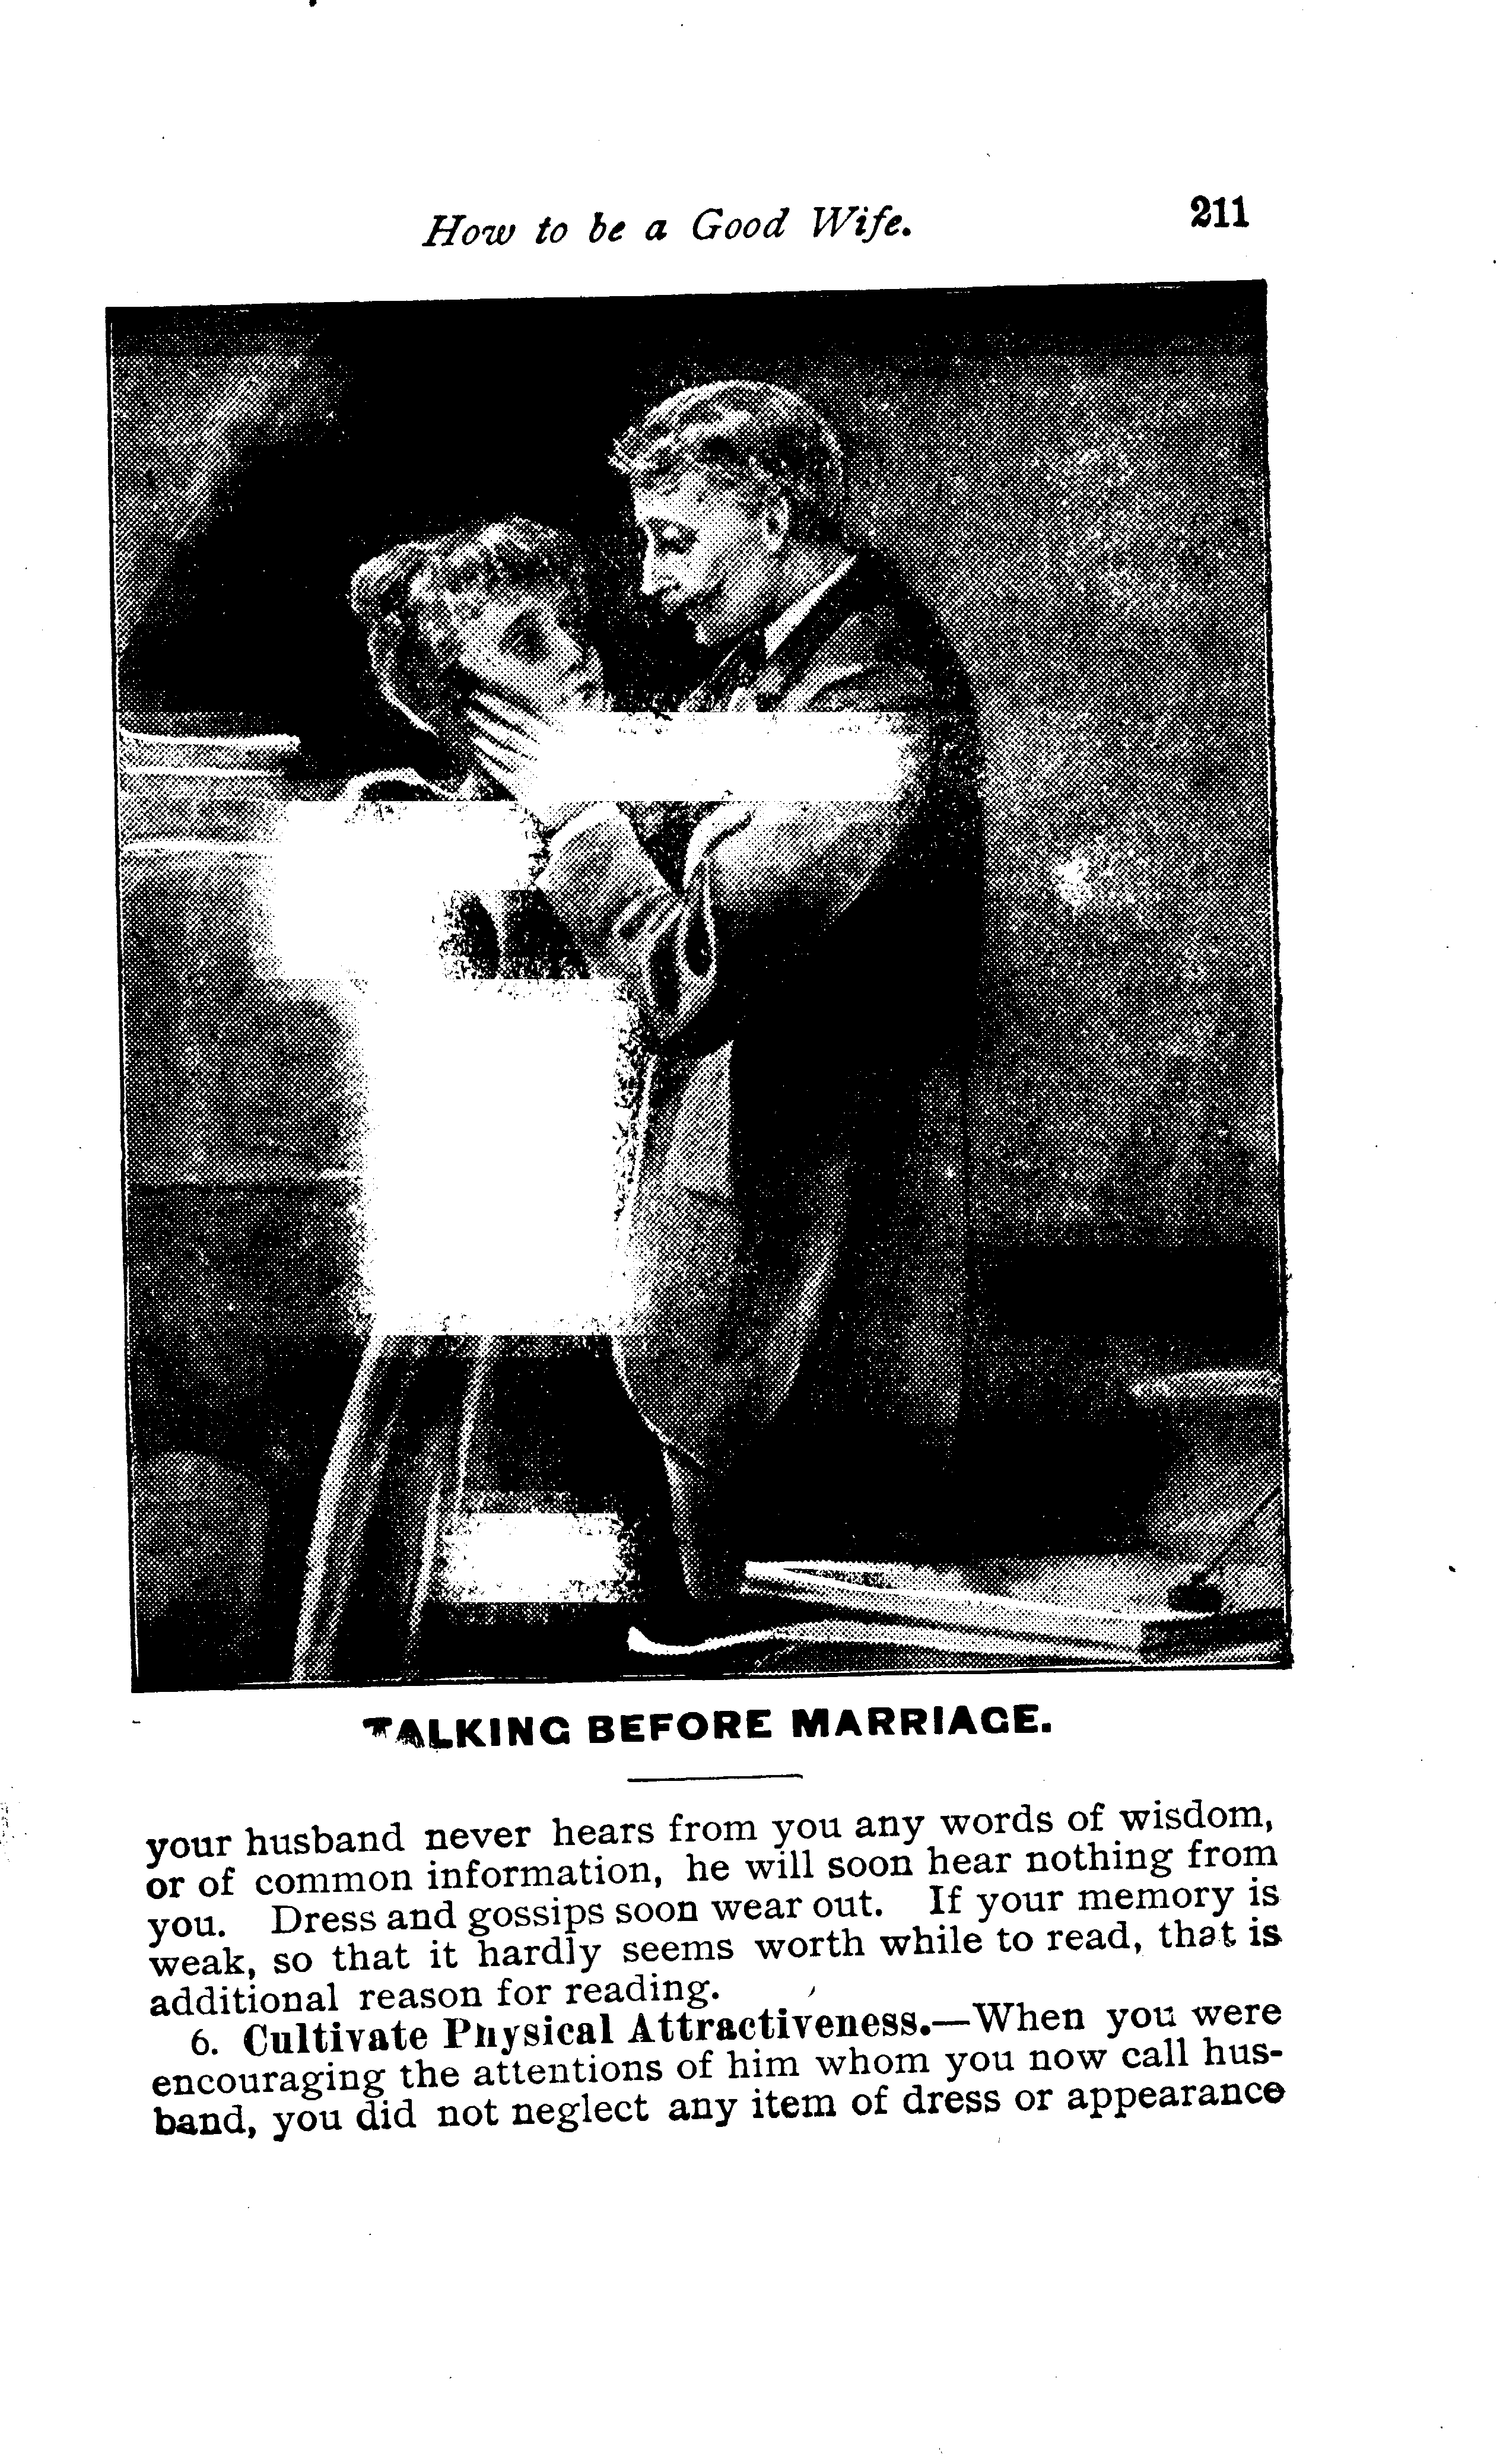 How to be a Good Wife. 211
TALKING BEFORE MARRIAGE.
your husband never hears from you any words of wisdom,
or of common information, he will soon hear nothing from
you. Dress and gossips soon wear out. If your memory is
weak, so that it hardly seems worth while to read, that is
additional reason for reading.
6. Cultivate Physical Attractiveness.—When you were
encouraging the attentions of him whom you now call hus-
band, you did not neglect any item of dress or appearance